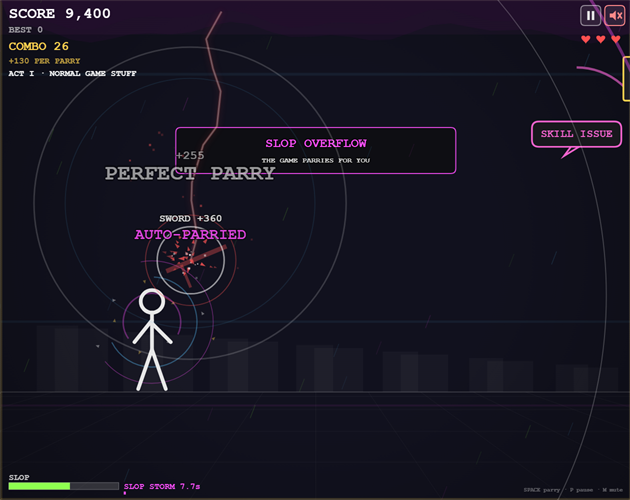 SCORE 9,400
BEST 0
COMBO 26
+130 PER PARRY
ACT I · NORMAL GAME STUFF
SKILL ISSUE
SLOP OVERFLOW
THE GAME PARRIES FOR YOU
+255
PERFECT PARRY
SWORD +360
AUTO-PARRIED
SLOP
SLOP STORM 7.7s
SPACE parry / P pause · M mute